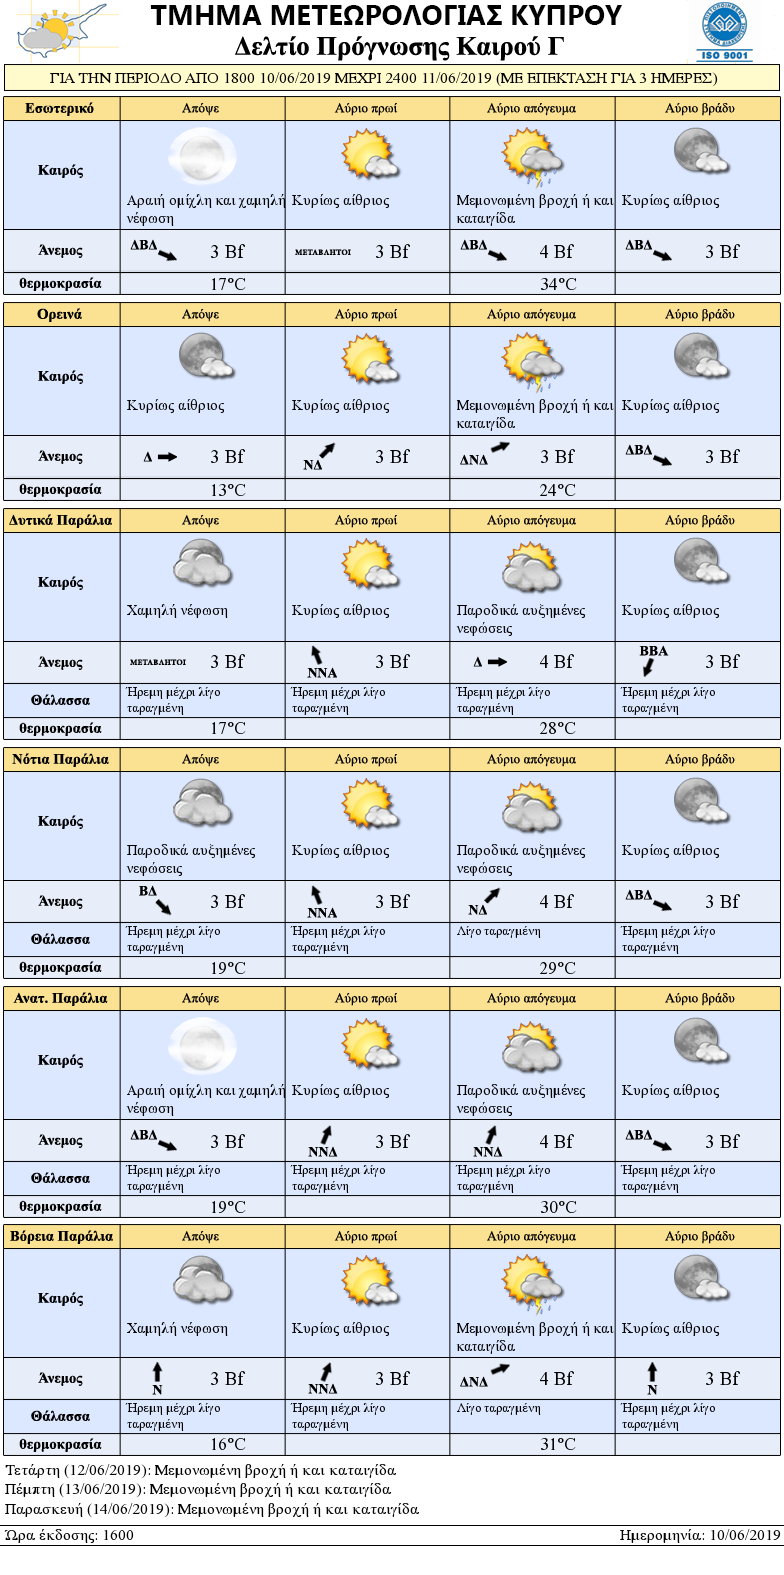 ΤΜΗΜΑ ΜΕΤΕΩΡΟΛΟΓΙΑΣ ΚΥΠΡΟΥ
Δελτίο Πρόγνωσης Καιρού Γ
ISO 9001
ΓΙΑ ΤΗΝ ΠΕΡΙΟΔΟ ΑΠΟ 1800 10/06/2019 ΜΕΧΡΙ 2400 11/06/2019 (ΜΕ ΕΠΕΚΤΑΣΗ ΓΙΑ 3 ΗΜΕΡΕΣ)
Εσωτερικό Απόψε Αύριο πρωί Αύριο απόγευμα Αύριο βράδυ
Καιρός
Αραιή ομίχλη και χαμηλή Κυρίως αίθριος Μεμονωμένη βροχή ή και Κυρίως αίθριος
νέφωση καταιγίδα
Άνεμος ΔΒΔ 3 Bf ΜΕΤΑΒΛΗΤΟΙ 3 Bf ΔΒΔ 4 Bf ΔΒΔ 3 Bf
θερμοκρασία 17°C 34°C
Ορεινά Απόψε Αύριο πρωί Αύριο απόγευμα Αύριο βράδυ
Καιρός
Κυρίως αίθριος Κυρίως αίθριος Μεμονωμένη βροχή ή και Κυρίως αίθριος
καταιγίδα
Άνεμος Δ 3 Bf ΝΔ 3 Bf ΔΝΔ 3 Bf ΔΒΔ 3 Bf
θερμοκρασία 13°C 24°C
Δυτικά Παράλια Απόψε Αύριο πρωί Αύριο απόγευμα Αύριο βράδυ
Καιρός
Χαμηλή νέφωση Κυρίως αίθριος Παροδικά αυξημένες Κυρίως αίθριος
νεφώσεις
Άνεμος ΜΕΤΑΒΛΗΤΟΙ 3 Bf ΝΝΑ 3 Bf Δ 4 Bf ΒΒΑ 3 Bf
Θάλασσα Ήρεμη μέχρι λίγο Ήρεμη μέχρι λίγο Ήρεμη μέχρι λίγο Ήρεμη μέχρι λίγο
ταραγμένη ταραγμένη ταραγμένη ταραγμένη
θερμοκρασία 17°C 28°C
Νότια Παράλια Απόψε Αύριο πρωί Αύριο απόγευμα Αύριο βράδυ
Καιρός
Παροδικά αυξημένες Κυρίως αίθριος Παροδικά αυξημένες Κυρίως αίθριος
νεφώσεις νεφώσεις
Άνεμος ΒΔ 3 Bf ΝΝΑ 3 Bf ΝΔ 4 Bf ΔΒΔ 3 Bf
Θάλασσα Ήρεμη μέχρι λίγο Ήρεμη μέχρι λίγο Λίγο ταραγμένη Ήρεμη μέχρι λίγο
ταραγμένη ταραγμένη ταραγμένη
θερμοκρασία 19°C 29°C
Ανατ. Παράλια Απόψε Αύριο πρωί Αύριο απόγευμα Αύριο βράδυ
Καιρός
Αραιή ομίχλη και χαμηλή Κυρίως αίθριος Παροδικά αυξημένες Κυρίως αίθριος
νέφωση νεφώσεις
Άνεμος ΔΒΔ 3 Bf ΝΝΔ 3 Bf ΝΝΔ 4 Bf ΔΒΔ 3 Bf
Θάλασσα Ήρεμη μέχρι λίγο Ήρεμη μέχρι λίγο Ήρεμη μέχρι λίγο Ήρεμη μέχρι λίγο
ταραγμένη ταραγμένη ταραγμένη ταραγμένη
θερμοκρασία 19°C 30°C
Βόρεια Παράλια Απόψε Αύριο πρωί Αύριο απόγευμα Αύριο βράδυ
Καιρός
Χαμηλή νέφωση Κυρίως αίθριος Μεμονωμένη βροχή ή και Κυρίως αίθριος
καταιγίδα
Άνεμος Ν 3 Bf ΝΝΔ 3 Bf ΔΝΔ 4 Bf Ν 3 Bf
Θάλασσα Ήρεμη μέχρι λίγο Ήρεμη μέχρι λίγο Λίγο ταραγμένη Ήρεμη μέχρι λίγο
ταραγμένη ταραγμένη ταραγμένη
θερμοκρασία 16°C 31°C
Τετάρτη (12/06/2019): Μεμονωμένη βροχή ή και καταιγίδα
Πέμπτη (13/06/2019): Μεμονωμένη βροχή ή και καταιγίδα
Παρασκευή (14/06/2019): Μεμονωμένη βροχή ή και καταιγίδα
Ώρα έκδοσης: 1600 Ημερομηνία: 10/06/2019